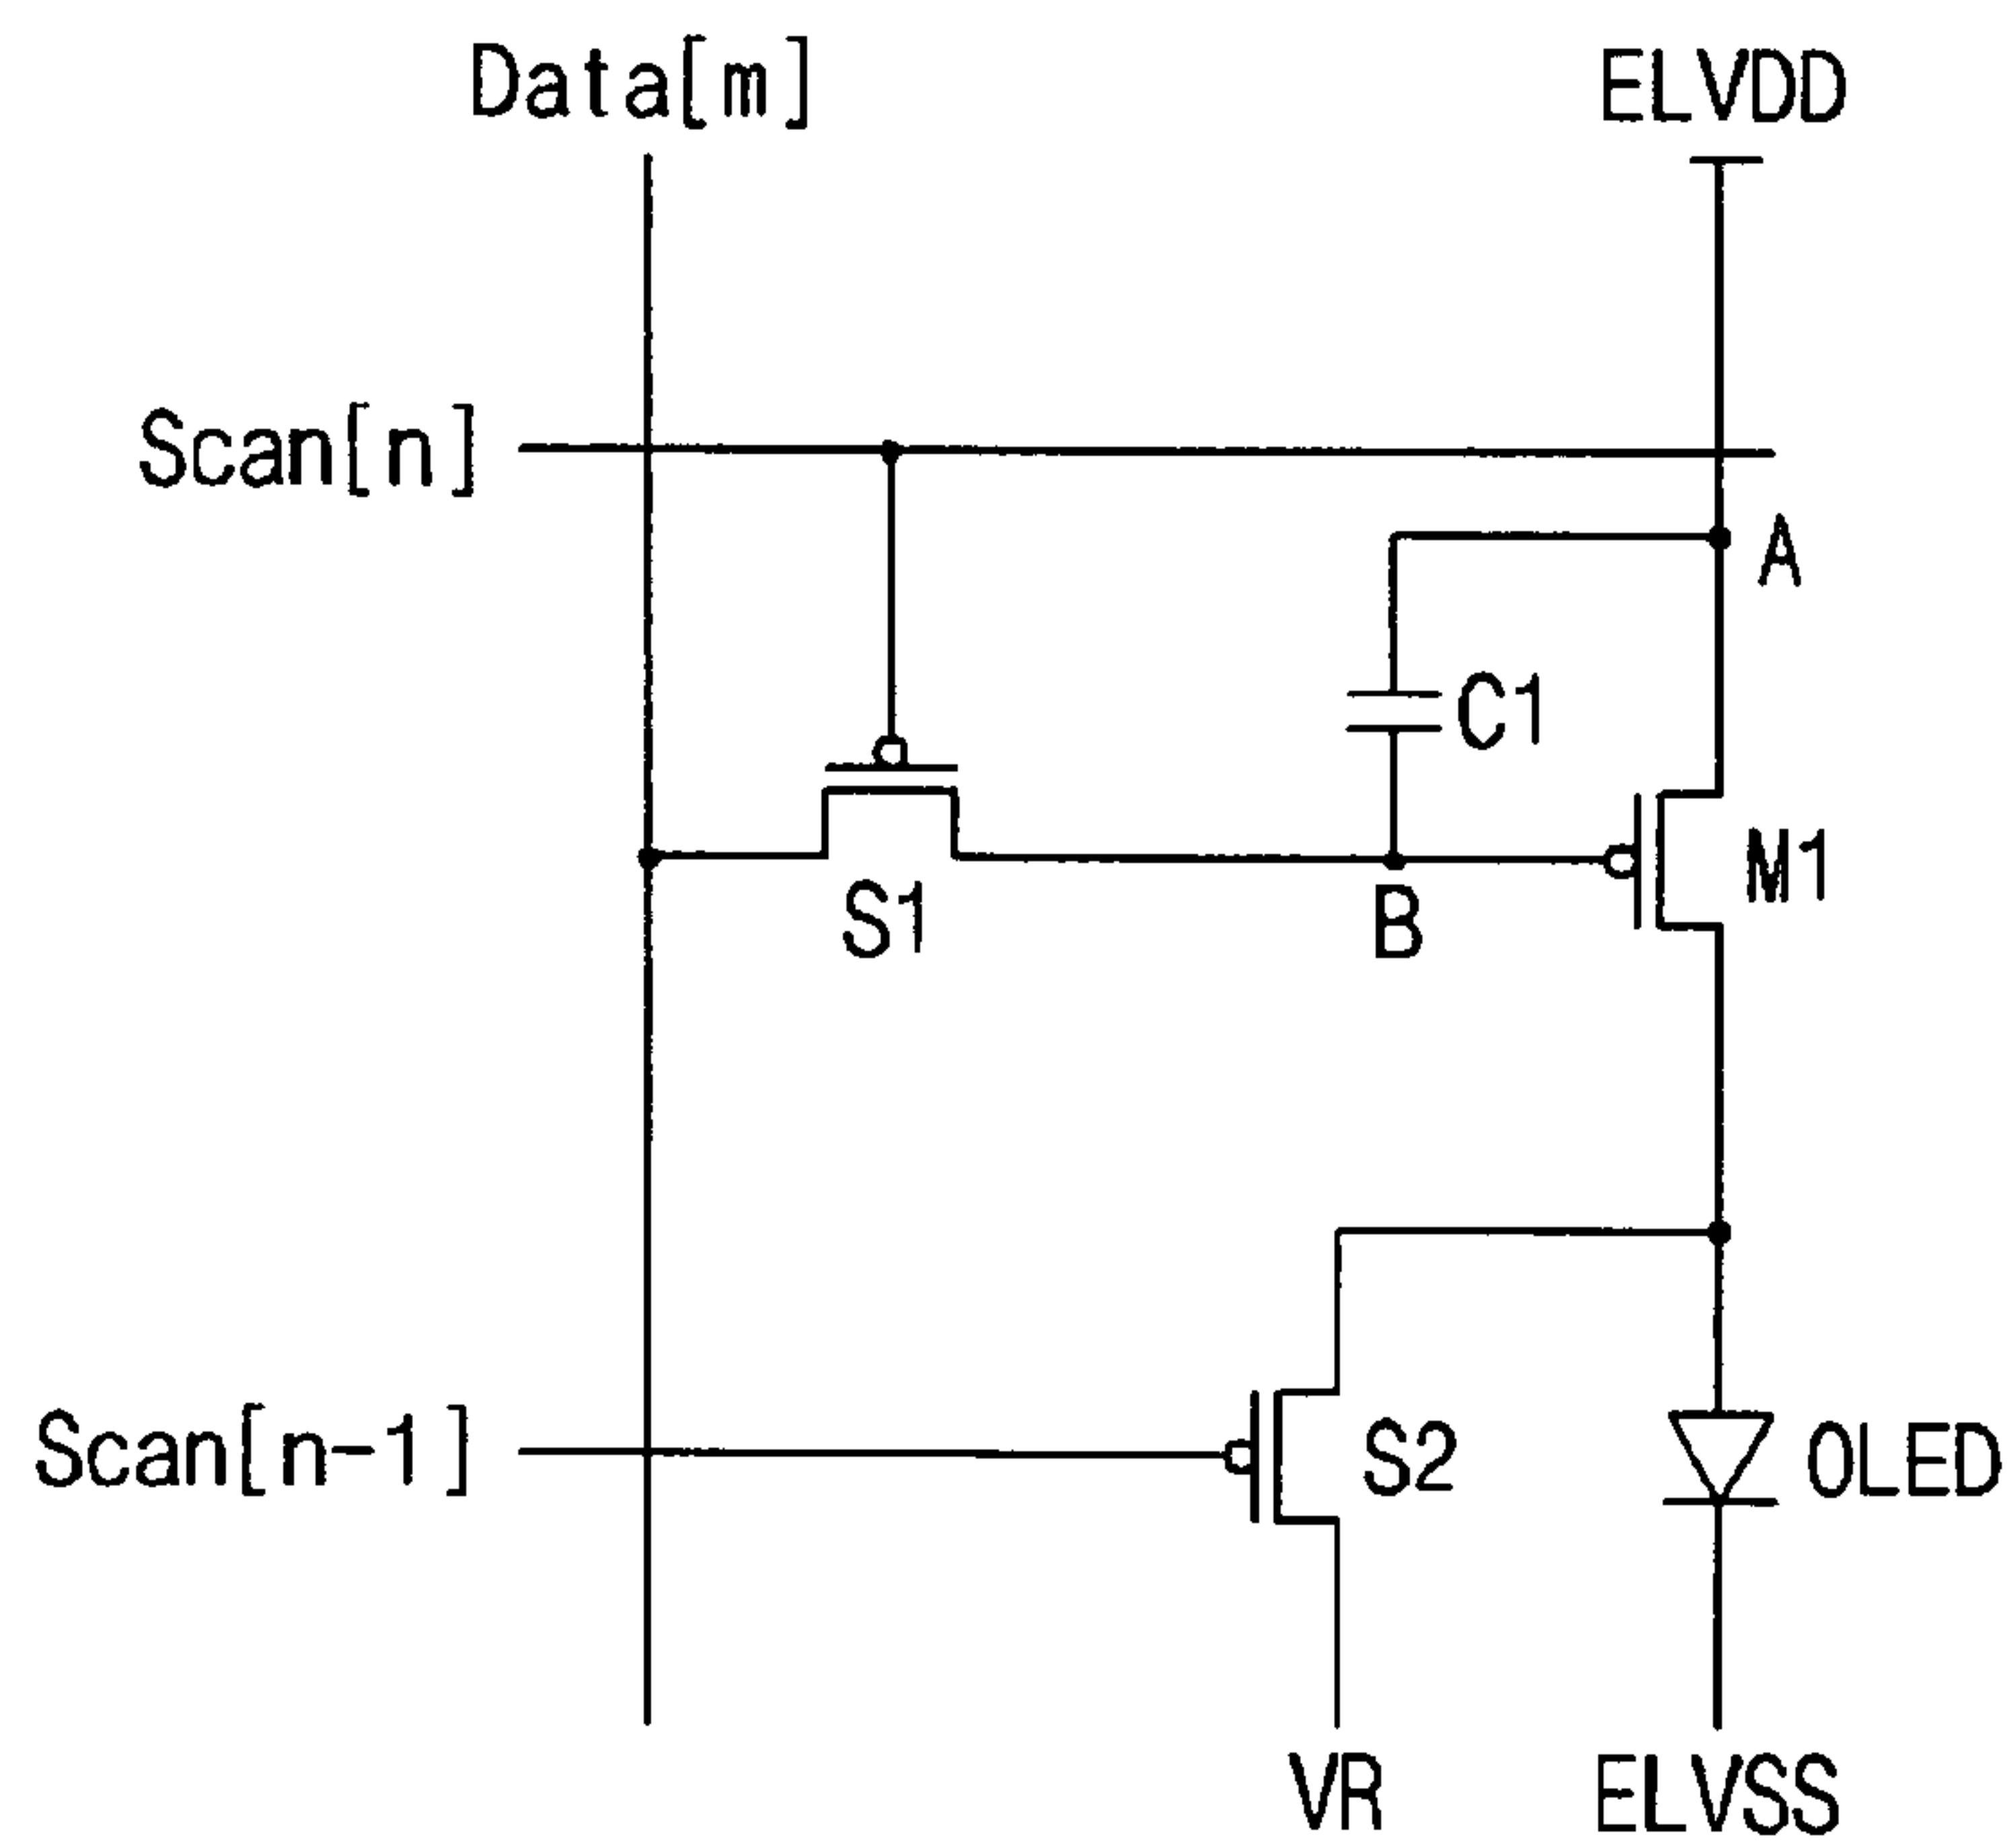 Data[m]
ELVDD
Scan[n]
A
C1
M1
S1
B
Scan[n-1]
S2
OLED
VR
ELVSS